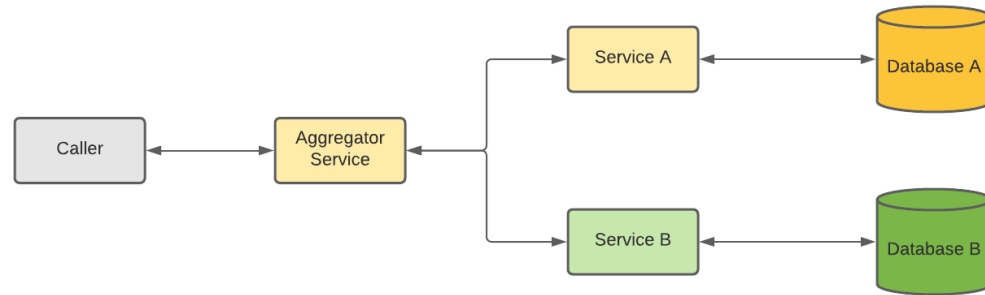 Caller
Aggregator
Service
Service A
Database A
Service B
Database B